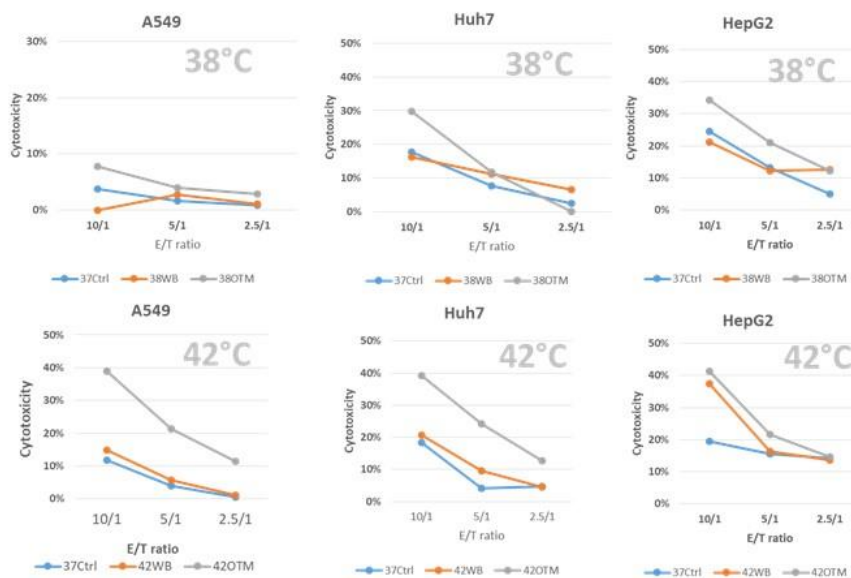 A549
30%
20%
10%
0%
38°C
Cytotoxicity
10/1 5/1 2.5/1
E/T ratio
37Ctrl 38WB 38OTM
Huh7
50%
40%
30%
20%
10%
0%
38°C
Cytotoxicity
10/1 5/1 2.5/1
E/T ratio
37Ctrl 38WB 38OTM
HepG2
50%
40%
30%
20%
10%
0%
38°C
Cytotoxicity
10/1 5/1 2.5/1
E/T ratio
37Ctrl 38WB 38OTM
A549
50%
40%
30%
20%
10%
0%
42°C
Cytotoxicity
10/1 5/1 2.5/1
E/T ratio
37Ctrl 42WB 42OTM
Huh7
50%
40%
30%
20%
10%
0%
42°C
Cytotoxicity
10/1 5/1 2.5/1
E/T ratio
37Ctrl 42WB 42OTM
HepG2
50%
40%
30%
20%
10%
0%
42°C
Cytotoxicity
10/1 5/1 2.5/1
E/T ratio
37Ctrl 42WB 42OTM